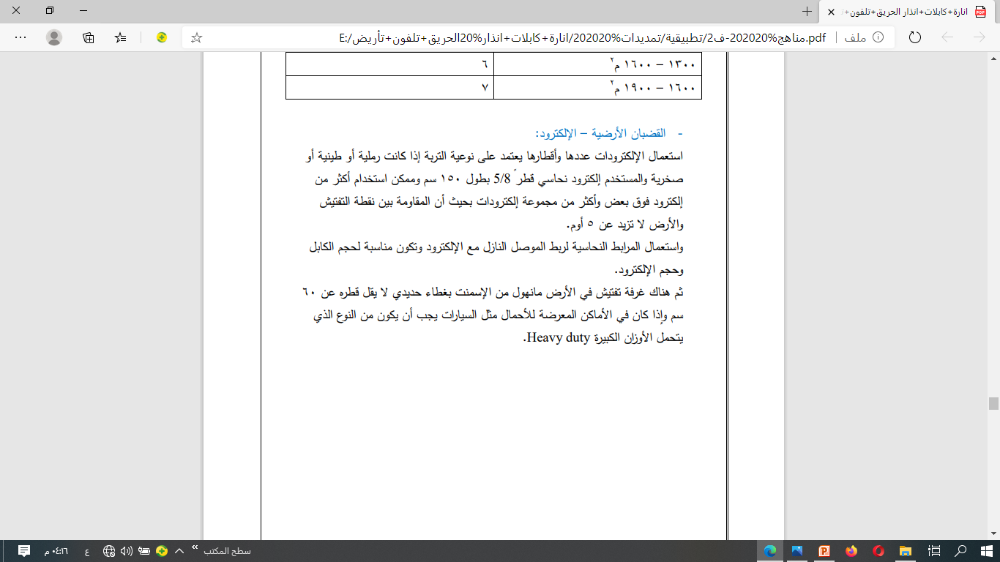 انارة+كابلات+انذار الحريق+تلفون+
ملف
E:/مناهج%202020-ف2/تطبيقية/تمديدات%202020/انارة+كابلات+انذار%20الحريق+تلفون+تأريض.pdf
١٣٠٠ – ١٦٠٠ م٢ ٦
١٦٠٠ – ١٩٠٠ م٢ ٧
- القضبان الأرضية – الإلكترود:
استعمال الإلكترودات عددها وأقطارها يعتمد على نوعية التربة إذا كانت رملية أو طينية أو
صخرية والمستخدم إلكترود نحاسي قطر ً 5/8 بطول ١٥٠ سم وممكن استخدام أكثر من
إلكترود فوق بعض وأكثر من مجموعة إلكترودات بحيث أن المقاومة بين نقطة التفتيش
والأرض لا تزيد عن ٥ أوم.
واستعمال المرابط النحاسية لربط الموصل النازل مع الإلكترود وتكون مناسبة لحجم الكابل
وحجم الإلكترود.
ثم هناك غرفة تفتيش في الأرض مانهول من الإسمنت بغطاء حديدي لا يقل قطره عن ٦٠
سم وإذا كان في الأماكن المعرضة للأحمال مثل السيارات يجب أن يكون من النوع الذي
يتحمل الأوزان الكبيرة Heavy duty.
سطح المكتب
ع
٠٤:١٦ م